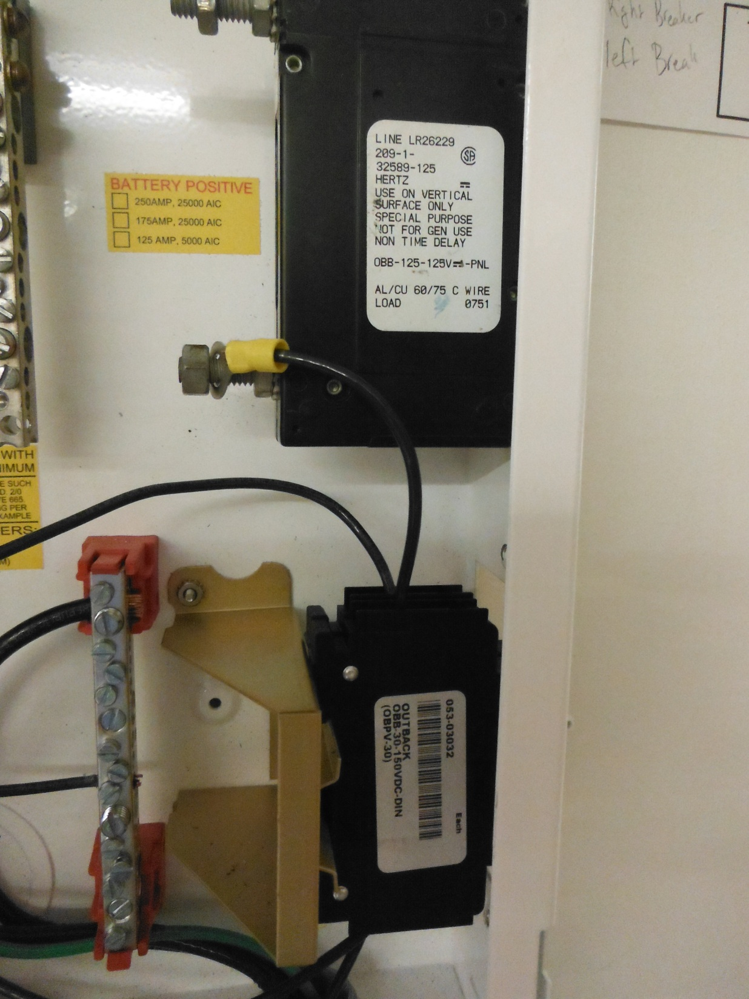 Right Breaker
left Break
LINE LR26229
209-1-
32589-125
HERTZ
USE ON VERTICAL
SURFACE ONLY
SPECIAL PURPOSE
NOT FOR GEN USE
NON TIME DELAY
OBB-125-125V -PNL
AL/CU 60/75 C WIRE
LOAD 0751
BATTERY POSITIVE
250AMP, 25000 AIC
175AMP, 25000 AIC
125 AMP, 5000 AIC
WITH
NIMUM
E SUCH
D. 2/0
E 665.
G PER
XAMPLE
ERS:
M)
053-03032
OUTBACK
OBB-30-150VDC-DIN
(OBPV-30)
Each